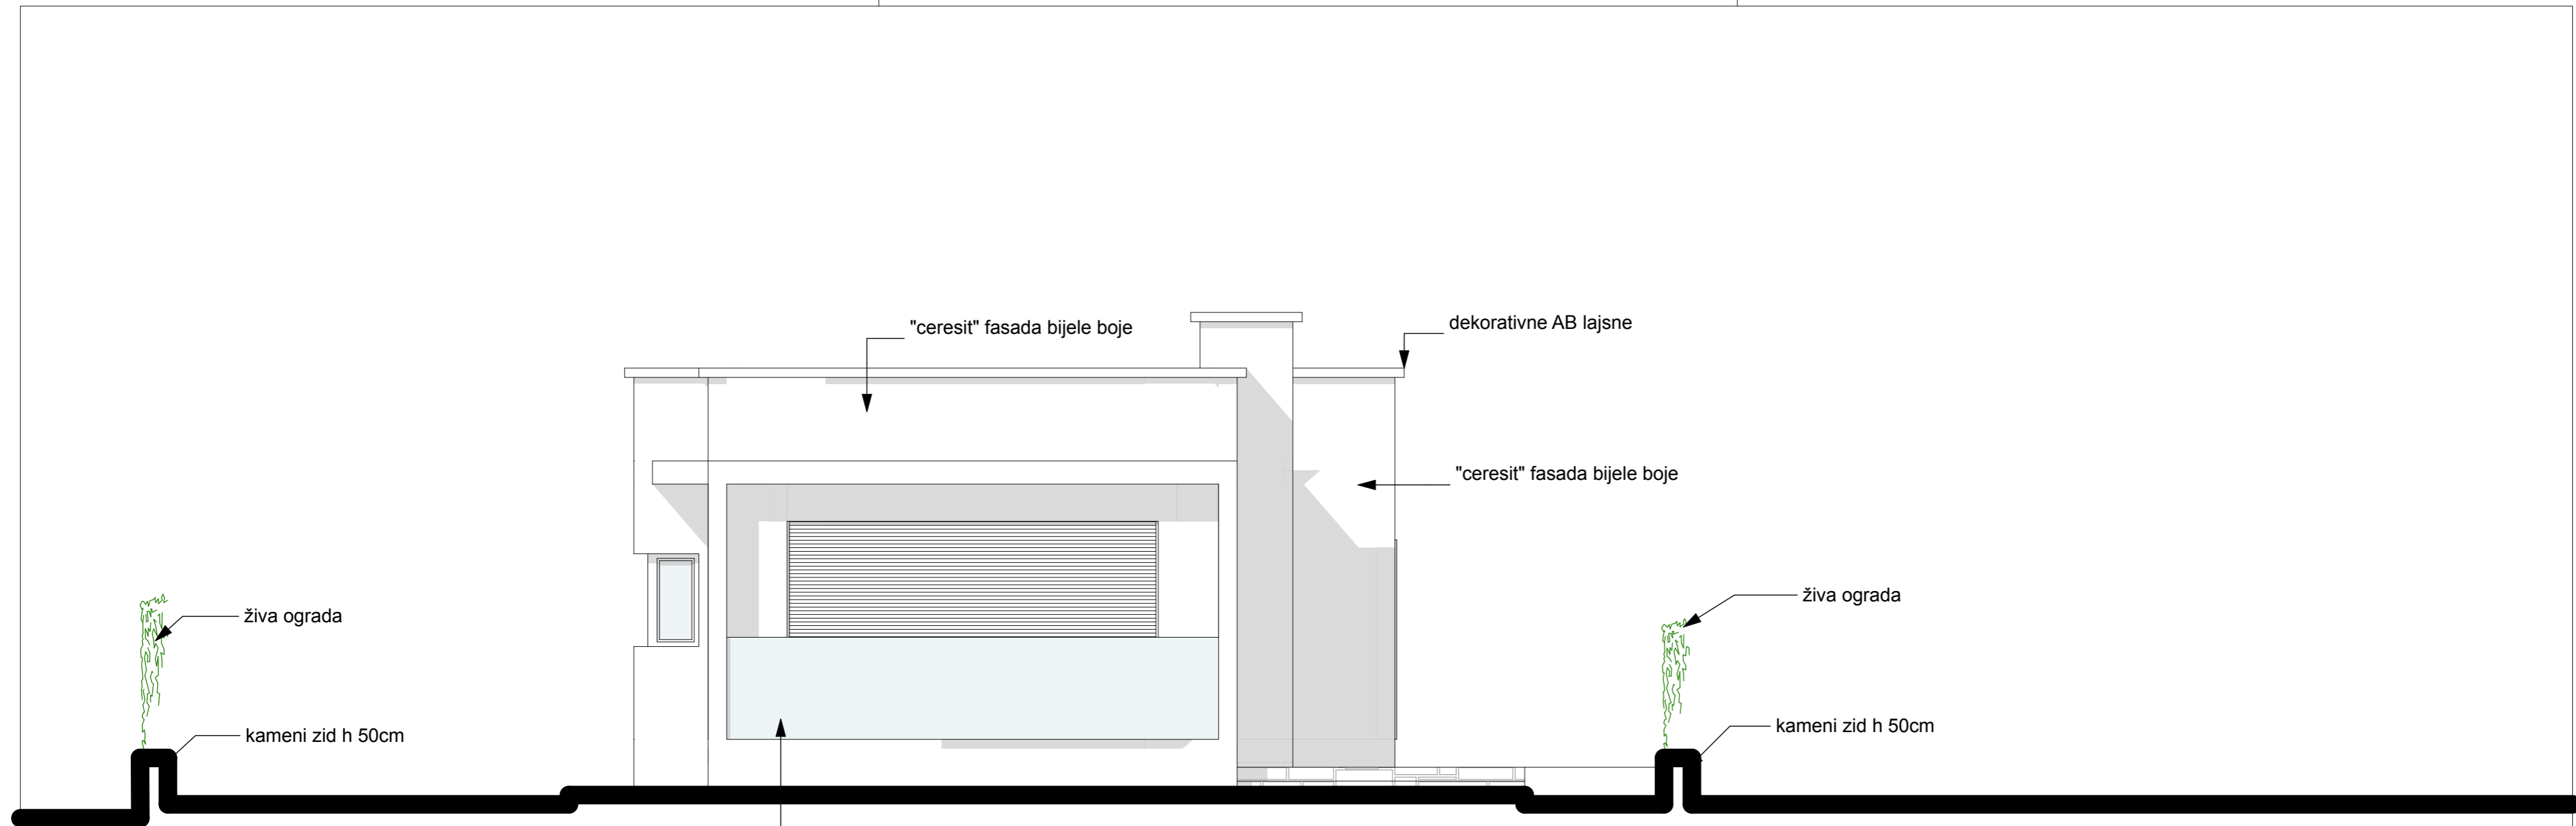 "ceresit" fasada bijele boje
dekorativne AB lajsne
"ceresit" fasada bijele boje
živa ograda
živa ograda
kameni zid h 50cm
kameni zid h 50cm